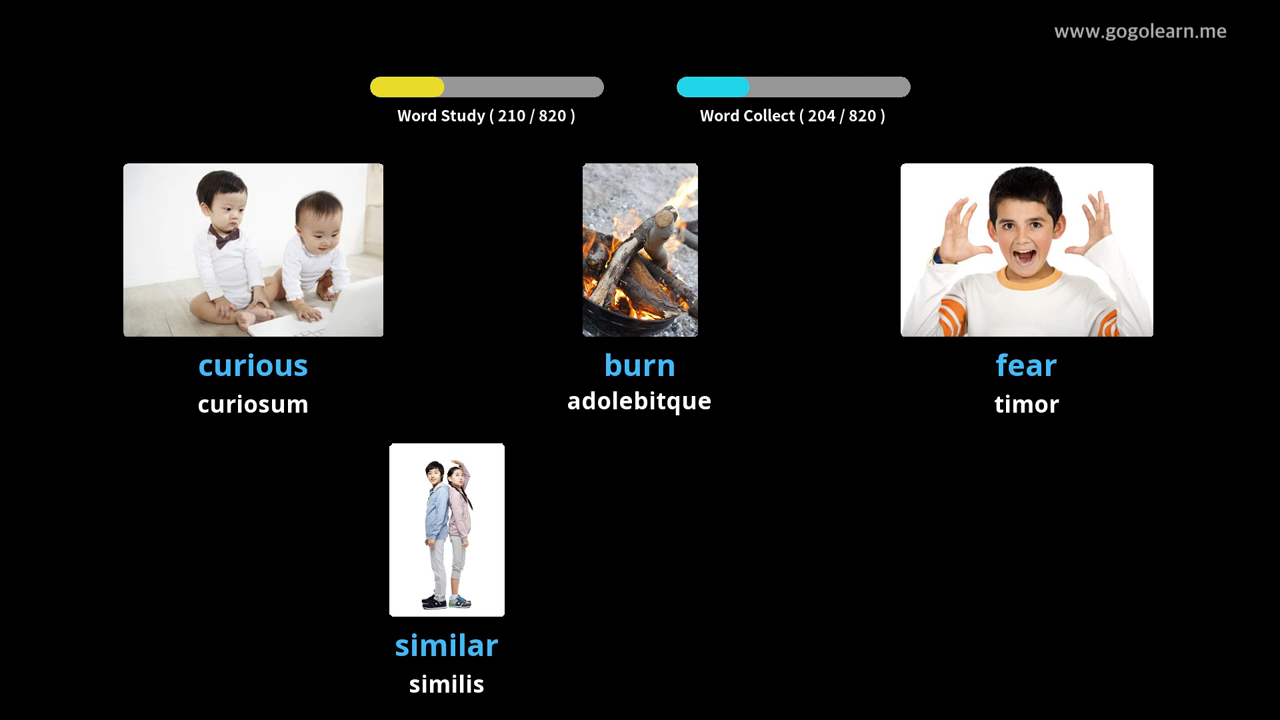 www.gogolearn.me
Word Study ( 210 / 820 )
Word Collect ( 204 / 820 )
curious
curiosum
burn
adolebitque
fear
timor
similar
similis